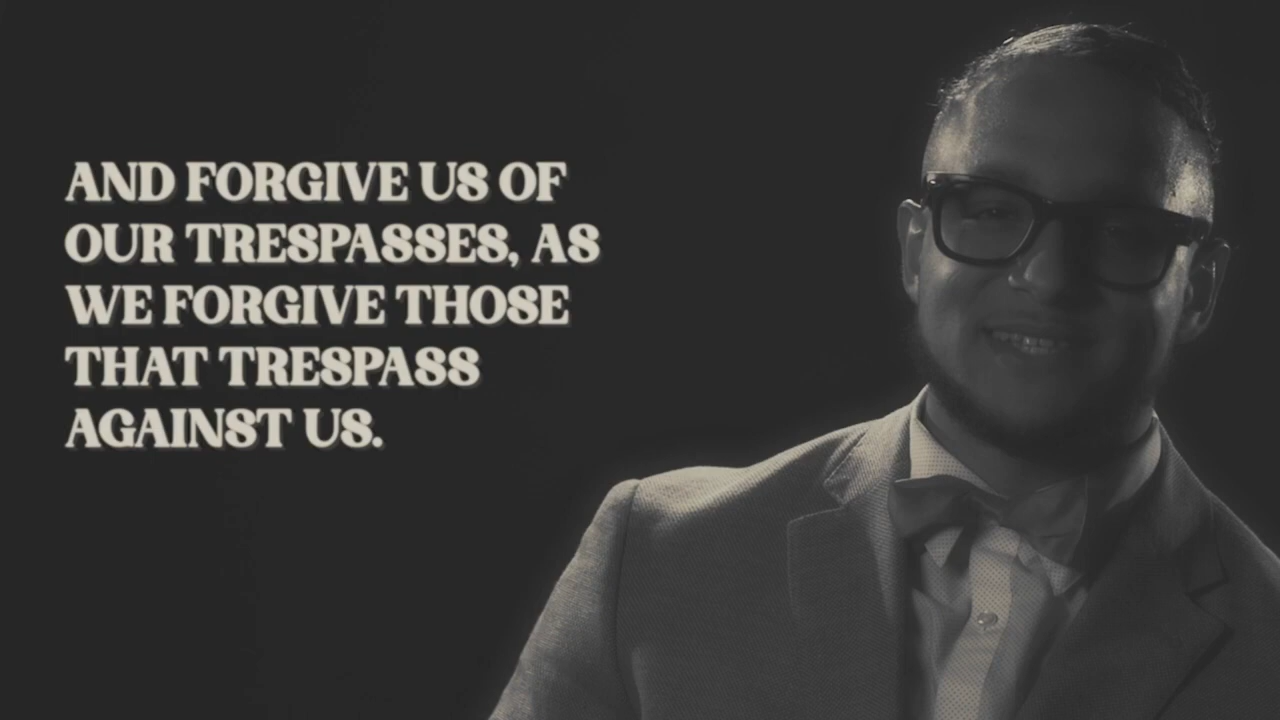 AND FORGIVE US OF
OUR TRESPASSES, AS
WE FORGIVE THOSE
THAT TRESPASS
AGAINST US.